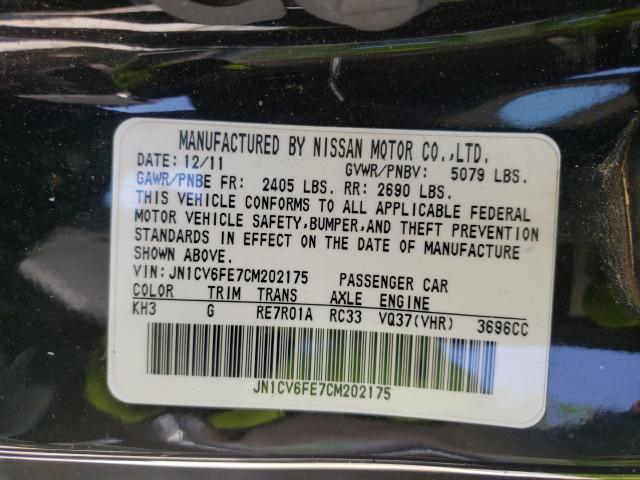 MANUFACTURED BY NISSAN MOTOR CO.,LTD.
DATE: 12/11 GVWR/PNBV: 5079 LBS.
GAWR/PNBE FR: 2405 LBS. RR: 2690 LBS.
THIS VEHICLE CONFORMS TO ALL APPLICABLE FEDERAL
MOTOR VEHICLE SAFETY,BUMPER,AND THEFT PREVENTION
STANDARDS IN EFFECT ON THE DATE OF MANUFACTURE
SHOWN ABOVE.
VIN:JN1CV6FE7CM202175 PASSENGER CAR
COLOR TRIM TRANS AXLE ENGINE
KH3 G RE7R01A RC33 VQ37(VHR) 3696CC
JN1CV6FE7CM202175